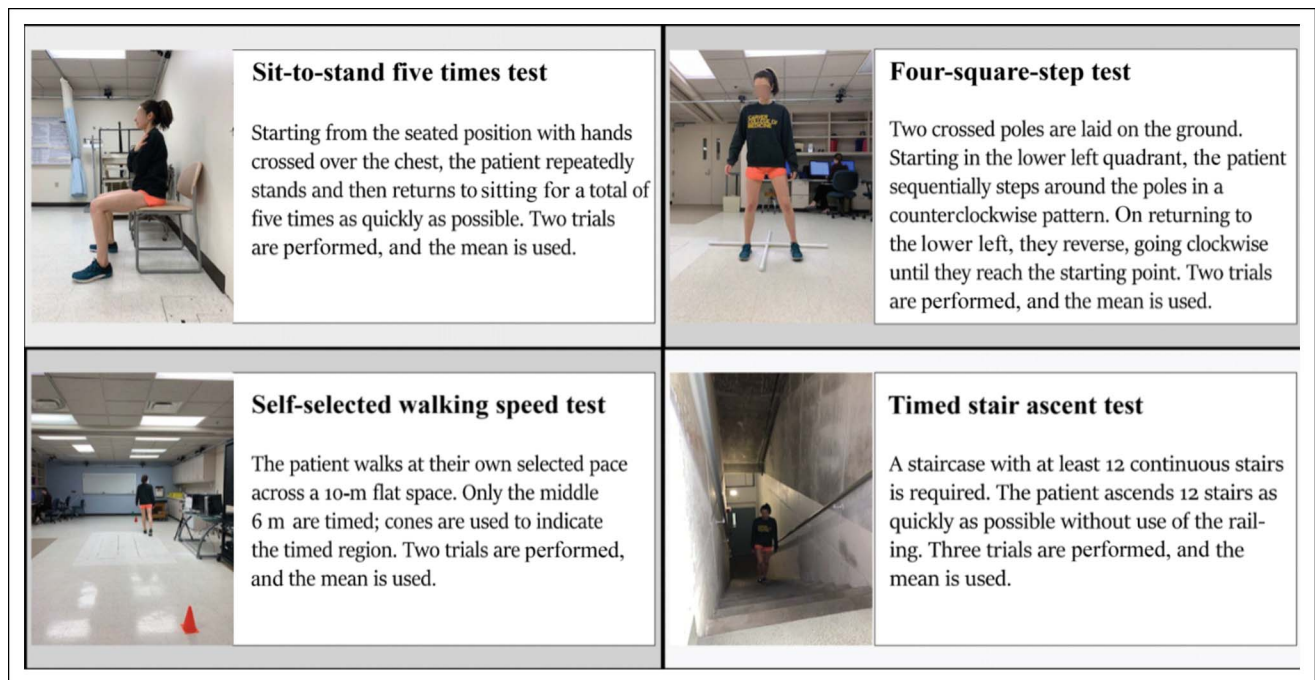 Sit-to-stand five times test
Starting from the seated position with hands
crossed over the chest, the patient repeatedly
stands and then returns to sitting for a total of
five times as quickly as possible. Two trials
are performed, and the mean is used.
Four-square-step test
Two crossed poles are laid on the ground.
Starting in the lower left quadrant, the patient
sequentially steps around the poles in a
counterclockwise pattern. On returning to
the lower left, they reverse, going clockwise
until they reach the starting point. Two trials
are performed, and the mean is used.
CARVER
COLLEGE OF
MEDICINE
Self-selected walking speed test
The patient walks at their own selected pace
across a 10-m flat space. Only the middle
6 m are timed; cones are used to indicate
the timed region. Two trials are performed,
and the mean is used.
Timed stair ascent test
A staircase with at least 12 continuous stairs
is required. The patient ascends 12 stairs as
quickly as possible without use of the rail-
ing. Three trials are performed, and the
mean is used.